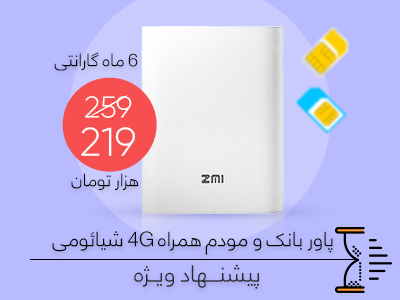 6 ماه گارانتی
259
219
هزار تومان
ZMI
پاور بانک و مودم همراه 4G شیائومی
پیشنهاد ویژه